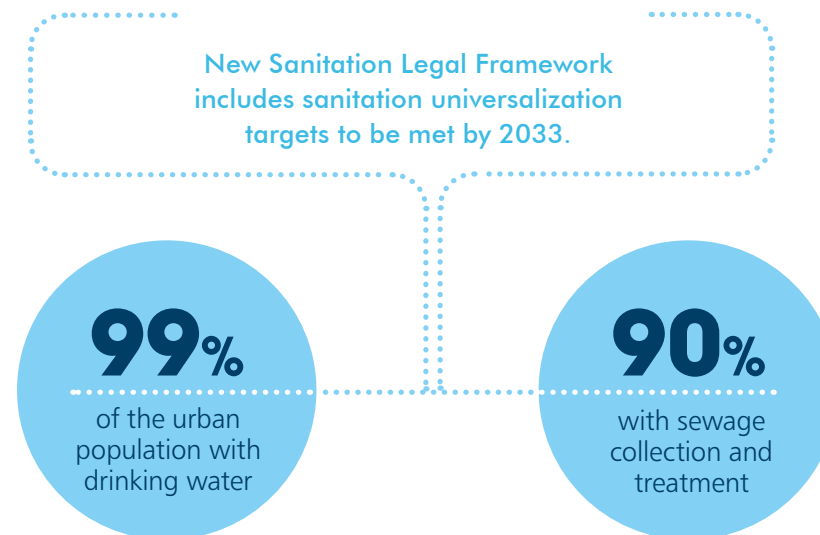 New Sanitation Legal Framework
includes sanitation universalization
targets to be met by 2033.
99%
of the urban
population with
drinking water
90%
with sewage
collection and
treatment